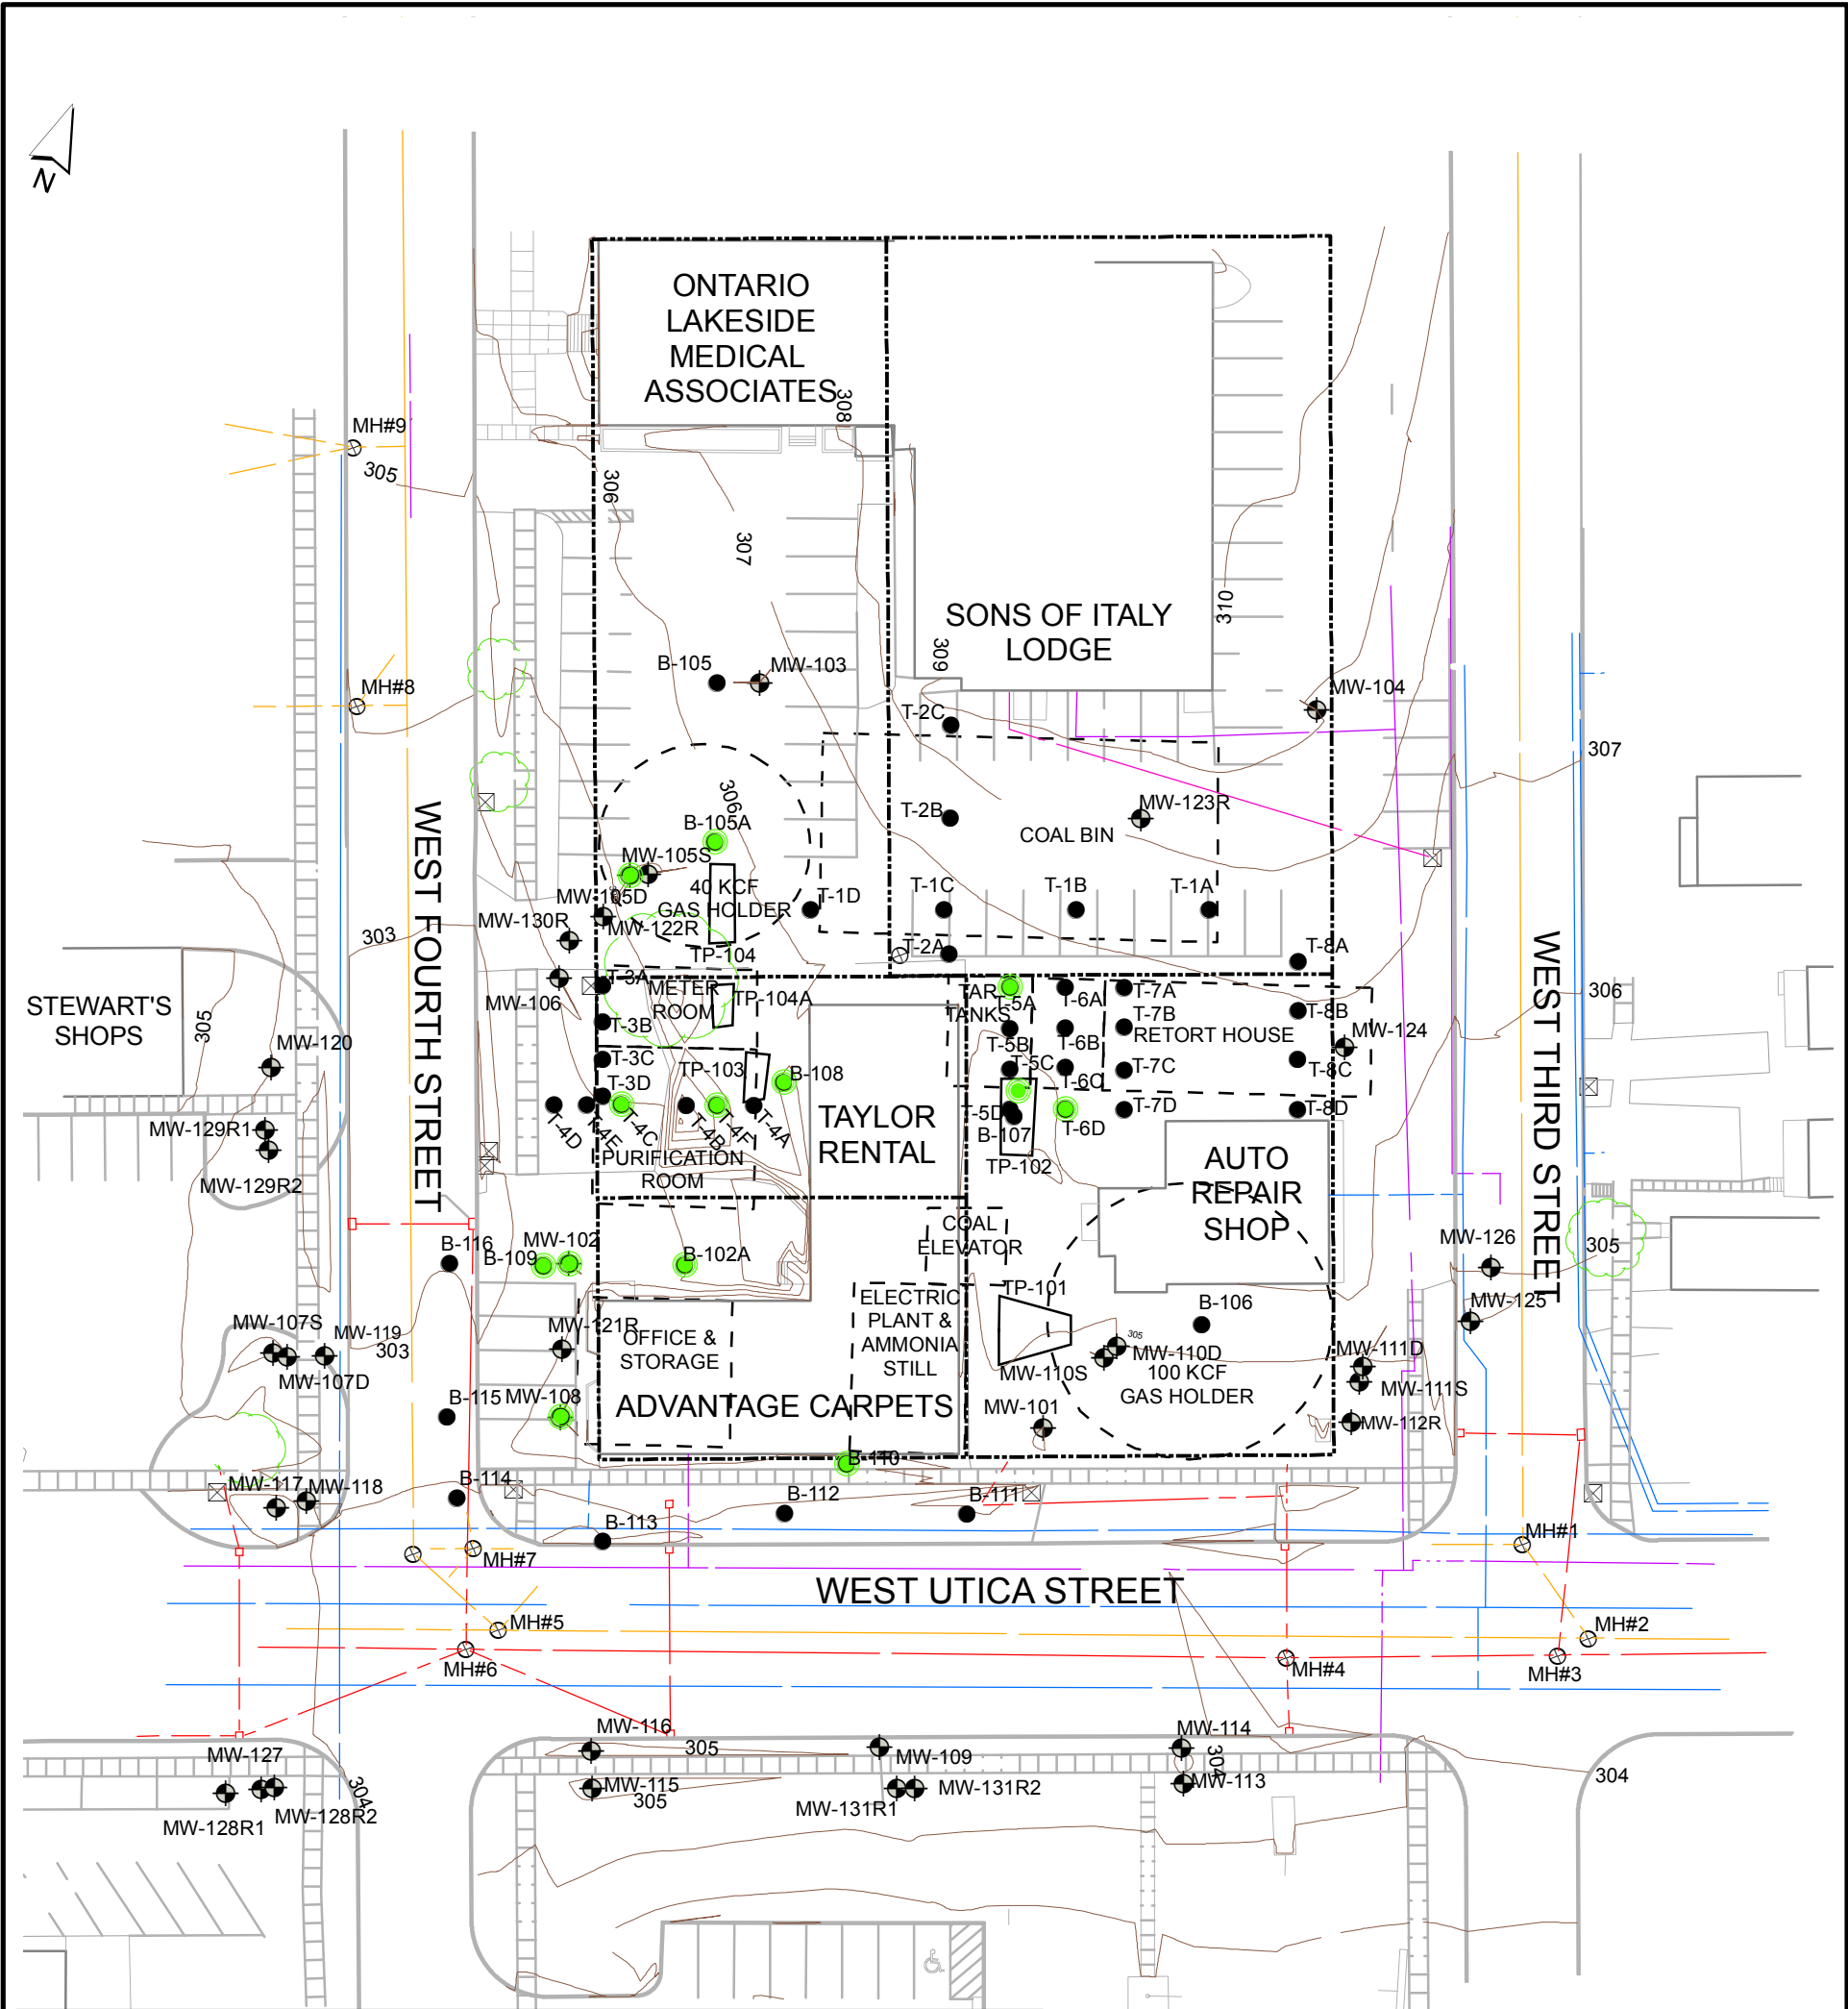 N
ONTARIO
LAKESIDE
MEDICAL
ASSOCIATES
308
MH#9
305
306
307
SONS OF ITALY
LODGE
310
309
B-105
MW-103
MW-104
MH#8
T-2C
307
306
B-105A
T-2B
MW-123R
COAL BIN
MW-105S
40 KCF
GAS HOLDER
MW-105D
T-1D
T-1C
T-1B
T-1A
MW-130R
MW-122R
303
TP-104
T-2A
T-8A
WEST FOURTH STREET
WEST THIRD STREET
STEWART'S
SHOPS
305
MW-106
T-3A
METER
ROOM
TP-104A
TAR
TANKS
T-5A
T-6A
T-7A
306
T-3B
T-7B
T-8B
RETORT HOUSE
T-5B
T-6B
MW-124
MW-120
T-3C
TP-103
B-108
T-5C
T-6C
T-7C
T-8C
T-3D
TAYLOR
RENTAL
T-5D
B-107
T-6D
T-7D
T-8D
MW-129R1
T-4D
T-4E
T-4C
T-4B
T-4F
T-4A
PURIFICATION
ROOM
TP-102
AUTO
REPAIR
SHOP
MW-129R2
B-116
B-109
MW-102
B-102A
COAL
ELEVATOR
MW-126
305
TP-101
ELECTRIC
PLANT &
AMMONIA
STILL
B-106
MW-125
MW-107S
MW-119
303
MW-121R
OFFICE &
STORAGE
305
MW-110D
MW-111D
MW-107D
MW-110S
100 KCF
GAS HOLDER
MW-111S
B-115
MW-108
ADVANTAGE CARPETS
MW-101
MW-112R
B-110
MW-117
MW-118
B-114
B-112
B-111
B-113
MH#7
MH#1
WEST UTICA STREET
MH#5
MH#2
MH#6
MH#4
MH#3
MW-116
305
MW-114
MW-127
MW-109
304
304
304
MW-115
305
MW-131R2
MW-113
MW-128R1
MW-128R2
MW-131R1